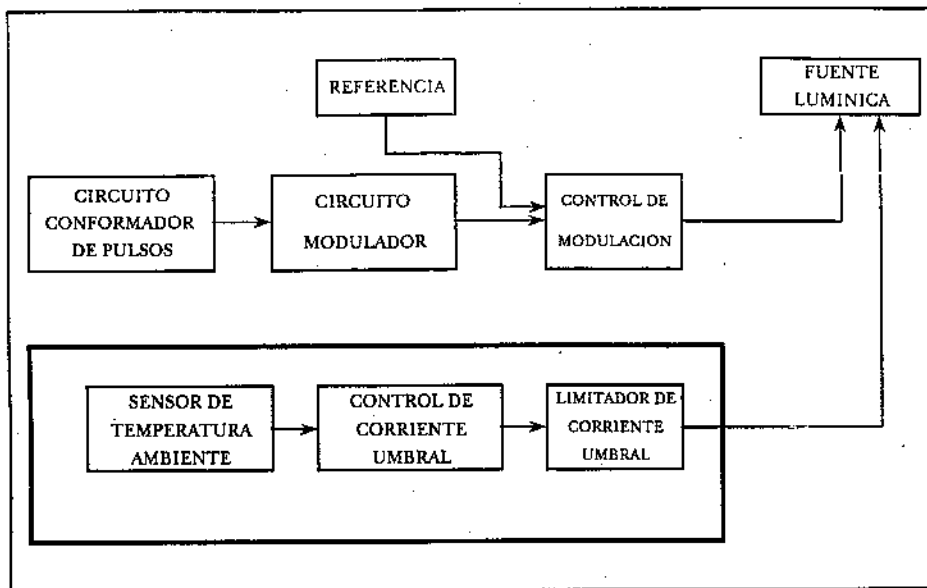 REFERENCIA
FUENTE
LUMINICA
CIRCUITO
CONFORMADOR
DE PULSOS
CIRCUITO
MODULADOR
CONTROL DE
MODULACION
SENSOR DE
TEMPERATURA
AMBIENTE
CONTROL DE
CORRIENTE
UMBRAL
LIMITADOR DE
CORRIENTE
UMBRAL